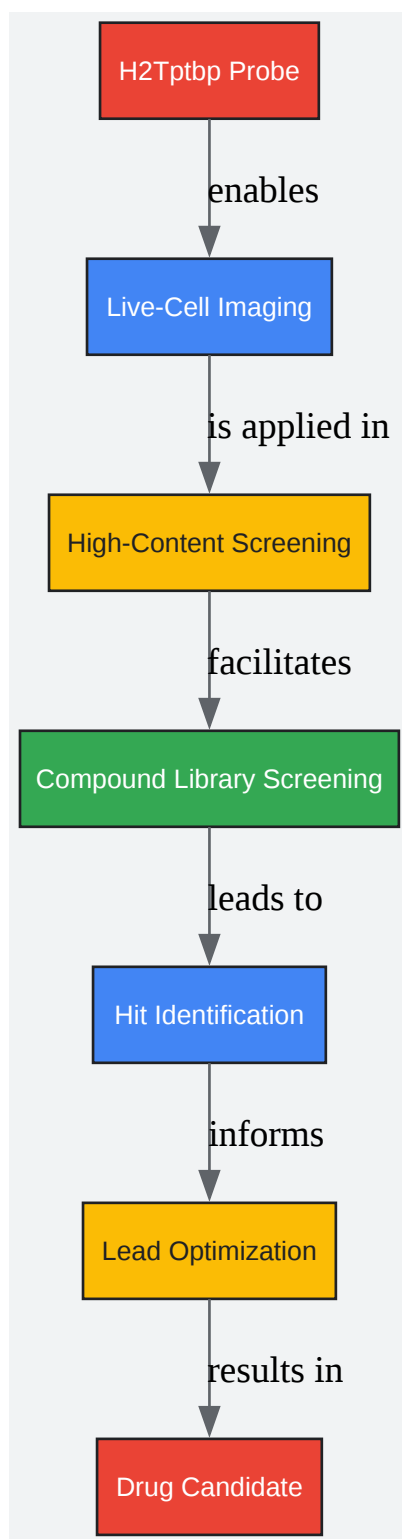 H2Tptbp Probe
enables
Live-Cell Imaging
is applied in
High-Content Screening
facilitates
Compound Library Screening
leads to
Hit Identification
informs
Lead Optimization
results in
Drug Candidate